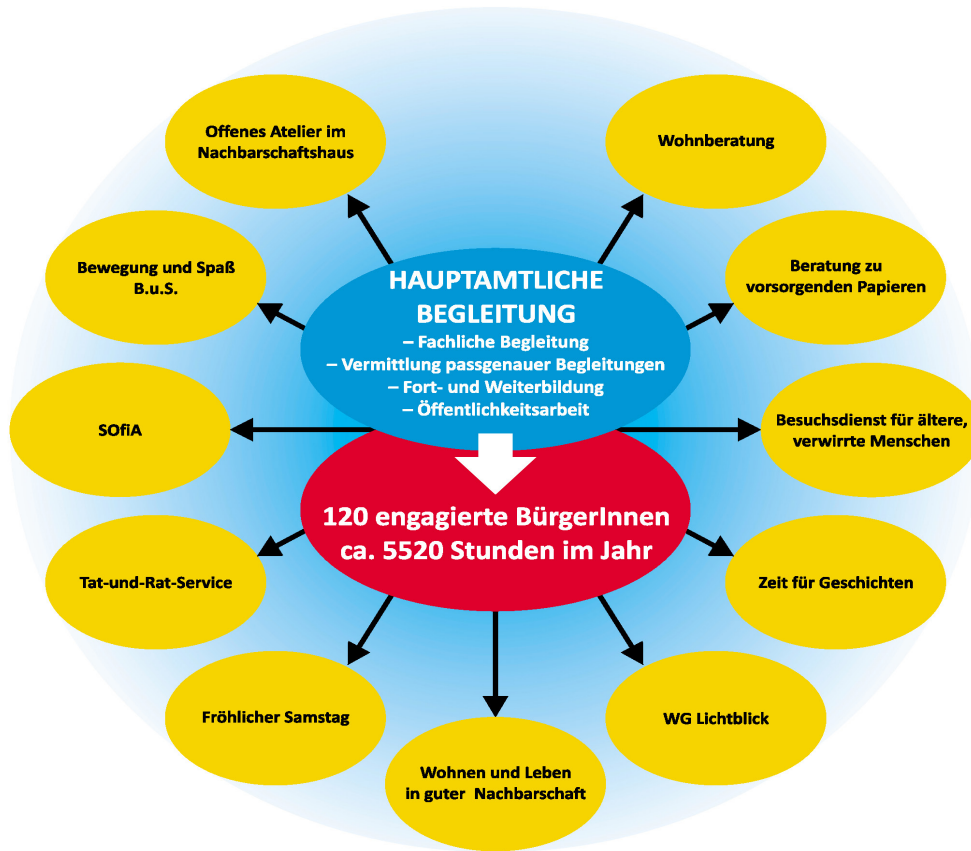 Offenes Atelier im
Nachbarschaftshaus
Wohnberatung
Bewegung und Spaß
B.u.S.
HAUPTAMTLICHE
BEGLEITUNG
– Fachliche Begleitung
– Vermittlung passgenauer Begleitungen
– Fort- und Weiterbildung
– Öffentlichkeitsarbeit
Beratung zu
vorsorgenden Papieren
SOfiA
Besuchsdienst für ältere,
verwirrte Menschen
120 engagierte BürgerInnen
ca. 5520 Stunden im Jahr
Tat-und-Rat-Service
Zeit für Geschichten
Fröhlicher Samstag
WG Lichtblick
Wohnen und Leben
in guter Nachbarschaft